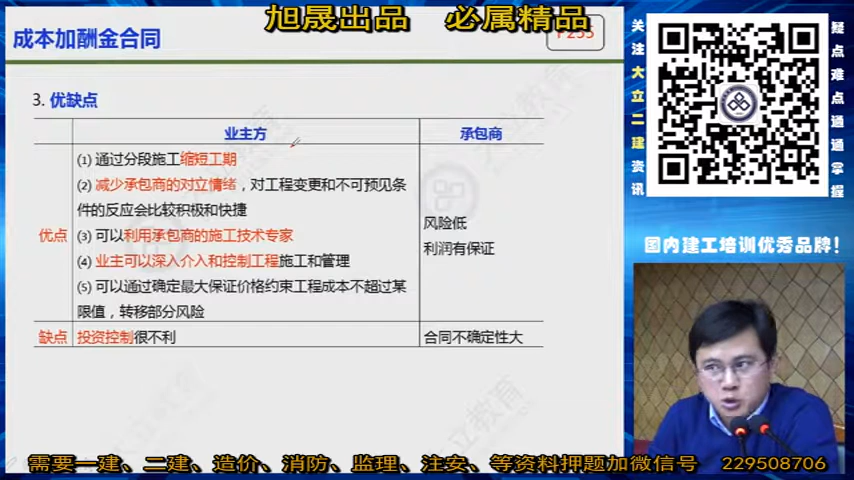 旭晟出品 必属精品
成本加酬金合同
P255
3. 优缺点
业主方 承包商
优点
(1) 通过分段施工缩短工期
(2) 减少承包商的对立情绪，对工程变更和不可预见条
件的反应会比较积极和快捷
(3) 可以利用承包商的施工技术专家
(4) 业主可以深入介入和控制工程施工和管理
(5) 可以通过确定最大保证价格约束工程成本不超过某
限值，转移部分风险
风险低
利润有保证
缺点 投资控制很不利 合同不确定性大
关注大立二建资讯
疑点难点通通掌握
国内建工培训优秀品牌！
需要一建、二建、造价、消防、监理、注安、等资料押题加微信号 229508706